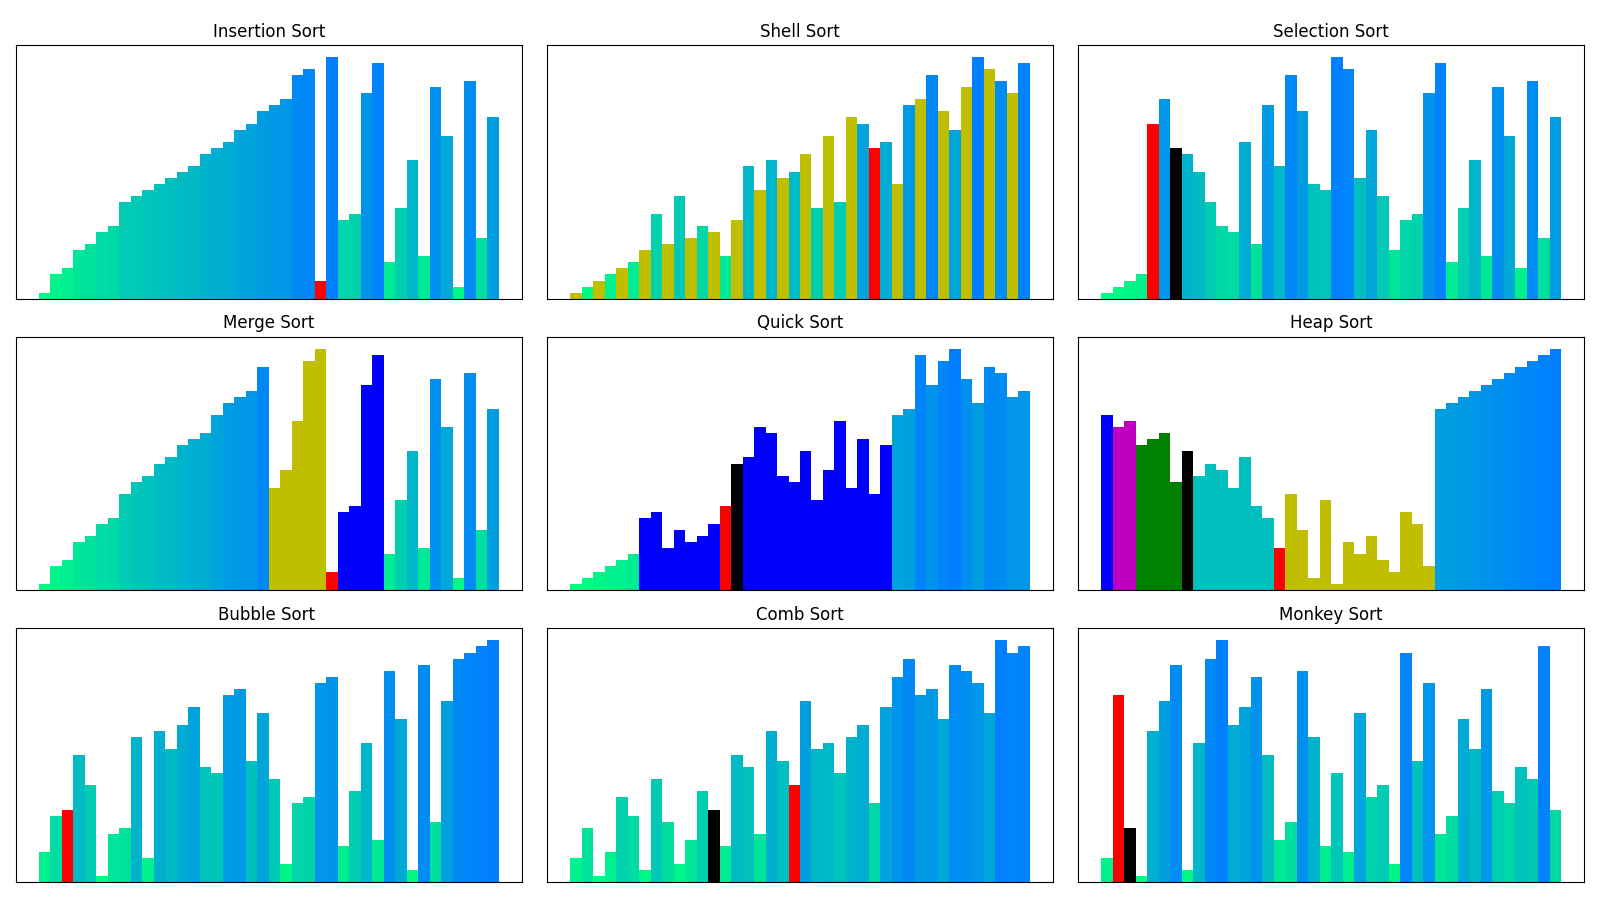 Insertion Sort
Shell Sort
Selection Sort
Merge Sort
Quick Sort
Heap Sort
Bubble Sort
Comb Sort
Monkey Sort